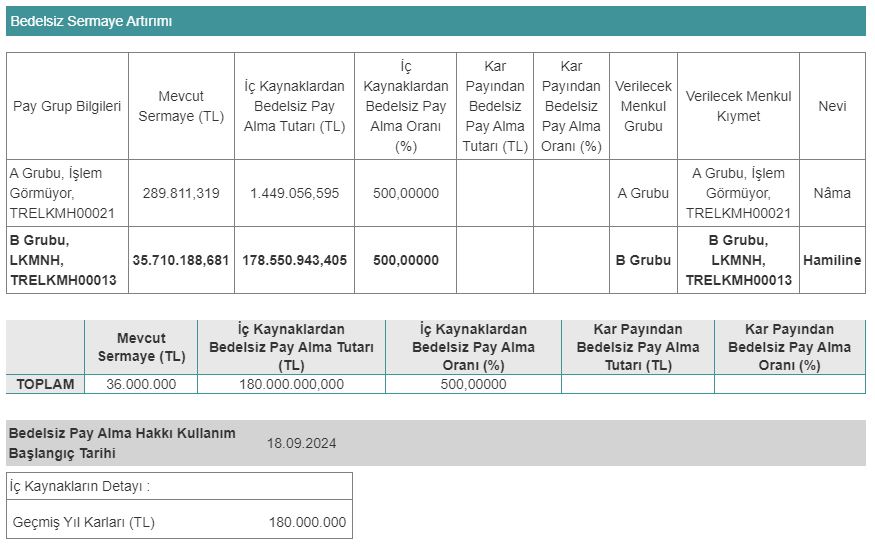 Bedelsiz Sermaye Artırımı
Pay Grup Bilgileri
Mevcut
Sermaye (TL)
İç Kaynaklardan
Bedelsiz Pay
Alma Tutarı (TL)
İç
Kaynaklardan
Bedelsiz Pay
Alma Oranı
(%)
Kar
Payından
Bedelsiz
Pay Alma
Tutarı (TL)
Kar
Payından
Bedelsiz
Pay Alma
Oranı (%)
Verilecek
Menkul
Grubu
Verilecek Menkul
Kıymet
Nevi
A Grubu, İşlem
Görmüyor,
TRELKMH00021
289.811,319
1.449.056,595
500,00000
A Grubu
A Grubu, İşlem
Görmüyor,
TRELKMH00021
Nâma
B Grubu,
LKMNH,
TRELKMH00013
35.710.188,681
178.550.943,405
500,00000
B Grubu
B Grubu,
LKMNH,
TRELKMH00013
Hamiline
Mevcut
Sermaye (TL)
İç Kaynaklardan
Bedelsiz Pay Alma Tutarı
(TL)
İç Kaynaklardan
Bedelsiz Pay Alma
Oranı (%)
Kar Payından
Bedelsiz Pay Alma
Tutarı (TL)
Kar Payından
Bedelsiz Pay Alma
Oranı (%)
TOPLAM
36.000.000
180.000.000,000
500,00000
Bedelsiz Pay Alma Hakkı Kullanım
Başlangıç Tarihi
18.09.2024
İç Kaynakların Detayı :
Geçmiş Yıl Karları (TL)
180.000.000